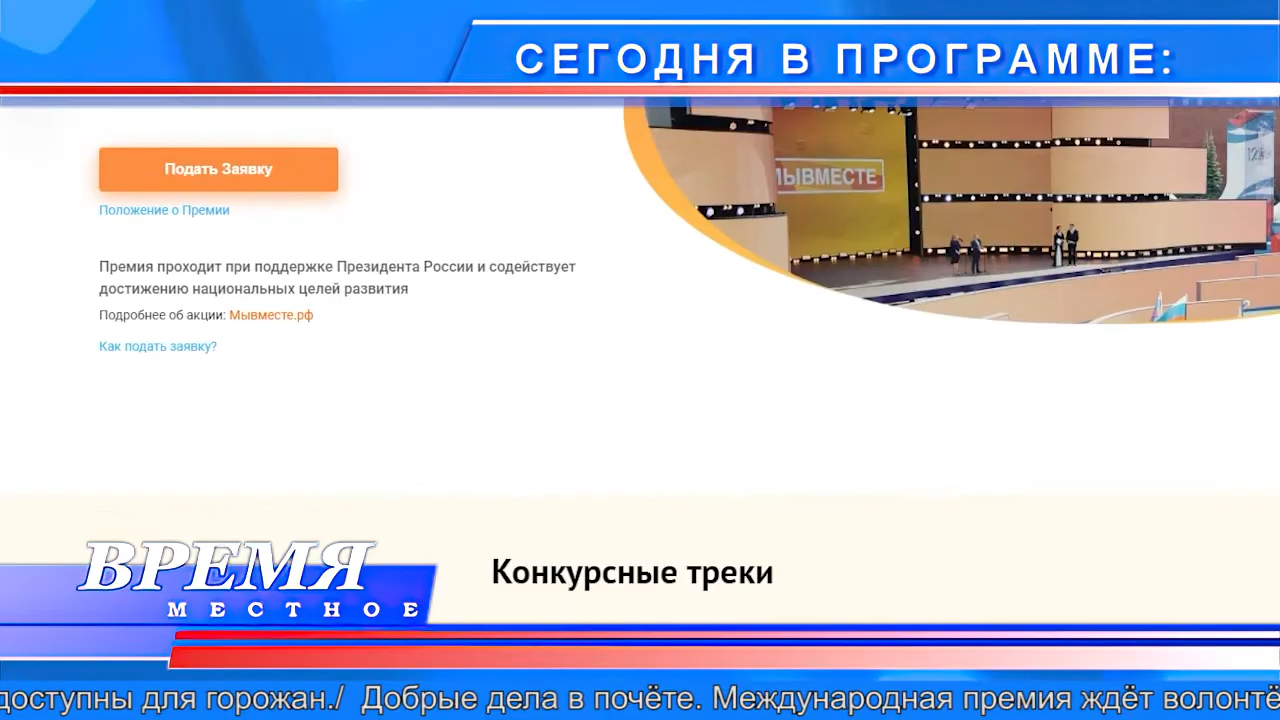 СЕГОДНЯ В ПРОГРАММЕ:
Подать Заявку
Положение о Премии
МЫВМЕСТЕ
Премия проходит при поддержке Президента России и содействует
достижению национальных целей развития
Подробнее об акции: Мывместе.рф
Как подать заявку?
Конкурсные треки
ВРЕМЯ
МЕСТНОЕ
доступны для горожан./ Добрые дела в почёте. Международная премия ждёт волонтё